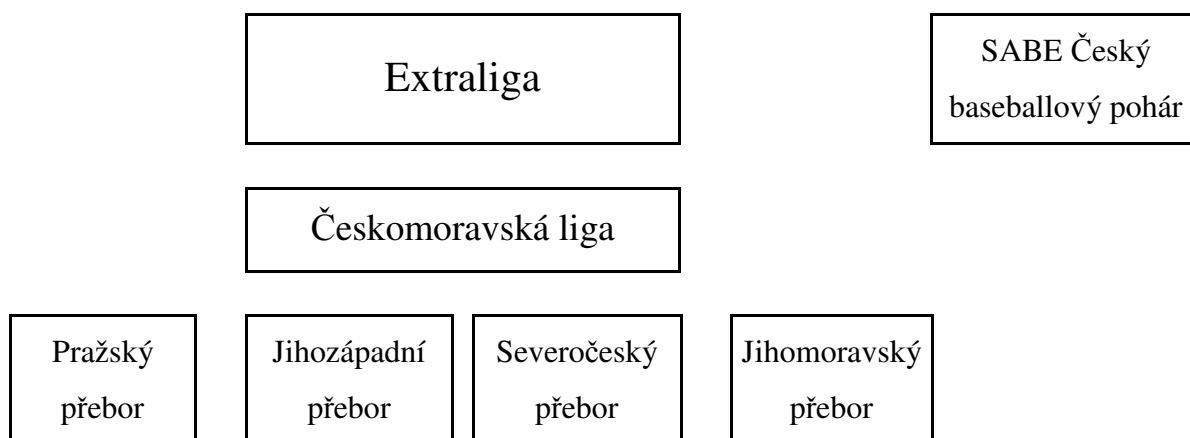 Extraliga
SABE Český
baseballový pohár
Českomoravská liga
Pražský
přebor
Jihozápadní
přebor
Severočeský
přebor
Jihomoravský
přebor